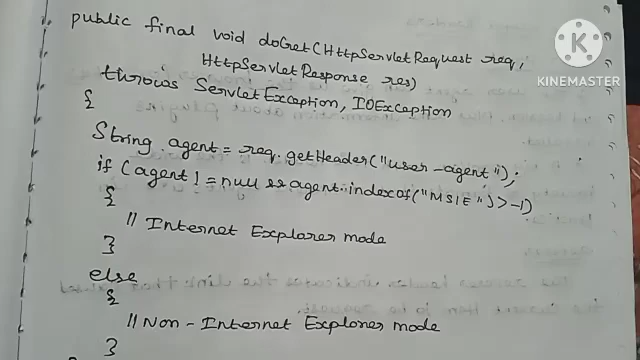 public final void doGet(HttpServletRequest req,
HttpServletResponse res)
throws ServletException, IOException
{
String agent = req.getHeader("user-agent");
if (agent != null && agent.indexof("MSIE") > -1)
{
// Internet Explorer mode
}
else
{
// Non-Internet Explorer mode
}
KINEMASTER